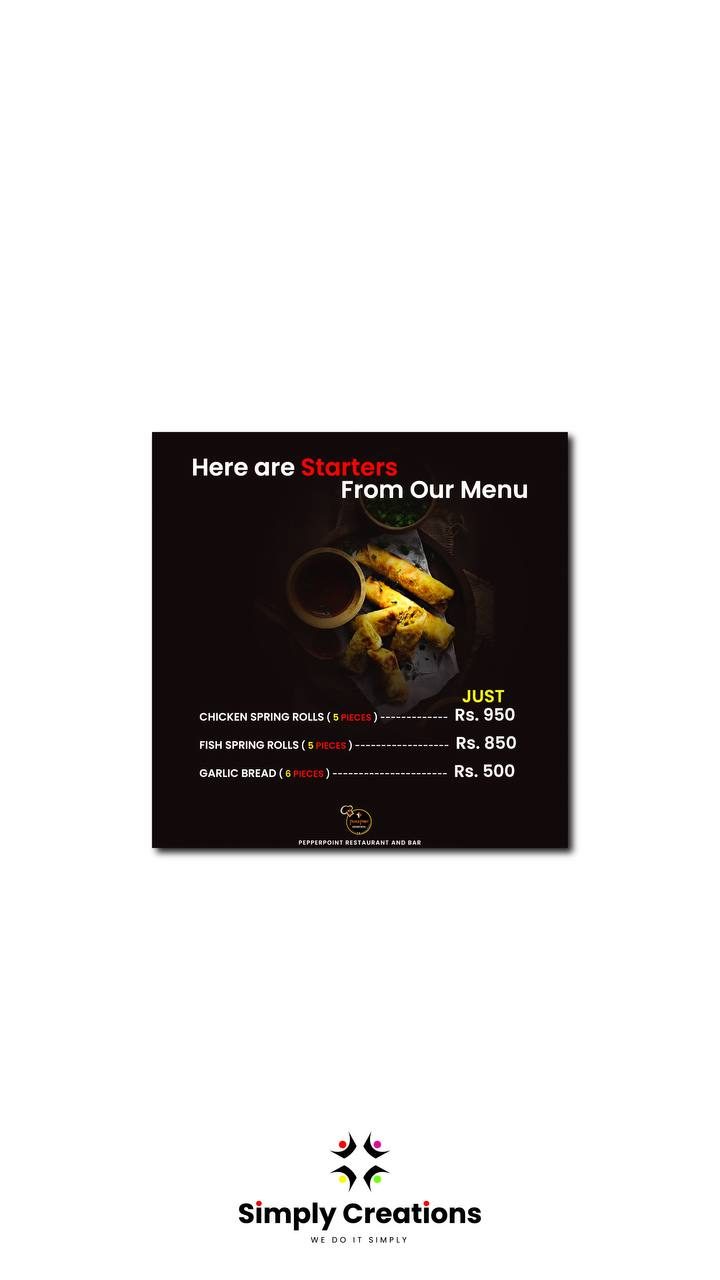 Here are Starters
From Our Menu
JUST
CHICKEN SPRING ROLLS ( 5 PIECES ) ------------- Rs. 950
FISH SPRING ROLLS ( 5 PIECES ) ------------------ Rs. 850
GARLIC BREAD ( 6 PIECES ) ---------------------- Rs. 500
PEPPERPOINT RESTAURANT AND BAR
Simply Creations
WE DO IT SIMPLY